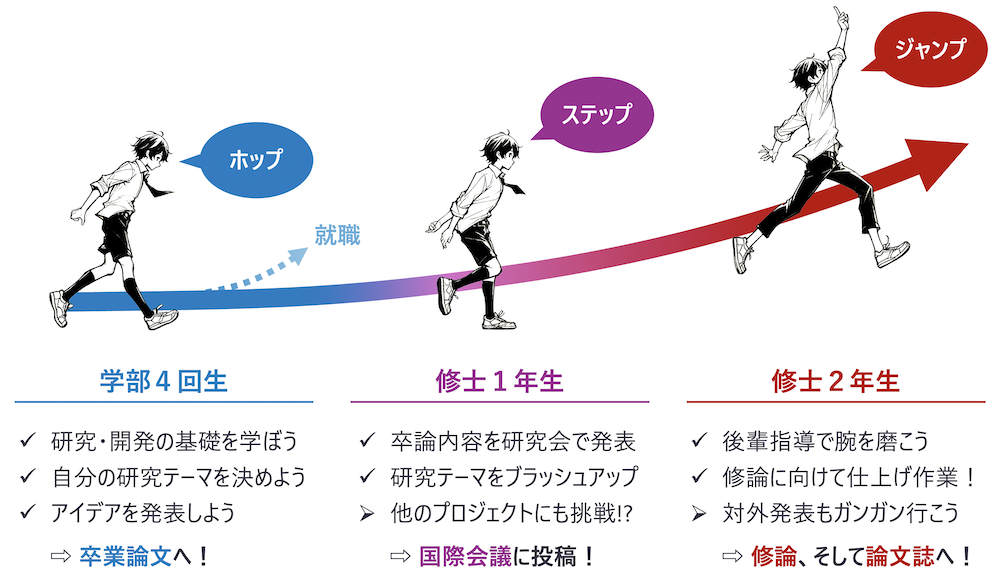 ホップ
ステップ
ジャンプ
就職
学部４回生
✓ 研究・開発の基礎を学ぼう
✓ 自分の研究テーマを決めよう
✓ アイデアを発表しよう
⇨ 卒業論文へ！
修士１年生
✓ 卒論内容を研究会で発表
✓ 研究テーマをブラッシュアップ
➢ 他のプロジェクトにも挑戦!?
⇨ 国際会議に投稿！
修士２年生
✓ 後輩指導で腕を磨こう
✓ 修論に向けて仕上げ作業！
➢ 対外発表もガンガン行こう
⇨ 修論、そして論文誌へ！